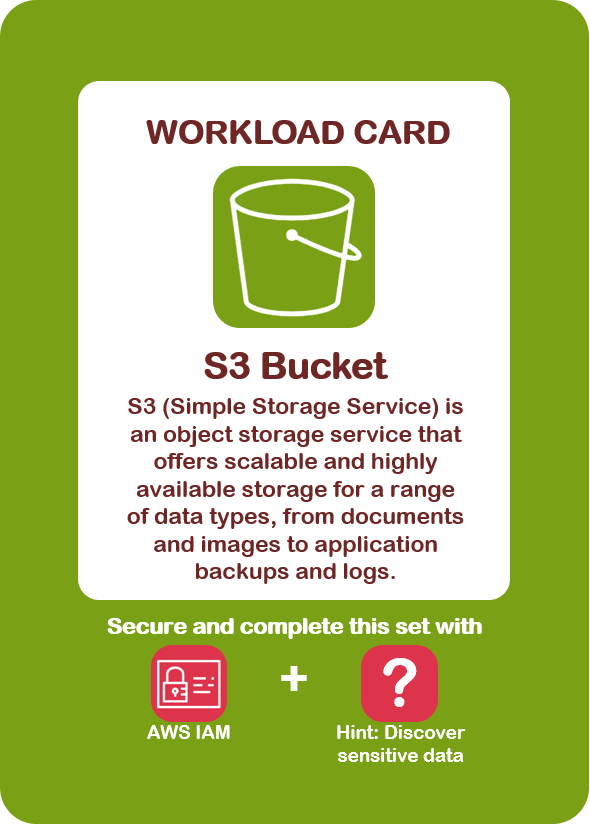 WORKLOAD CARD
S3 Bucket
S3 (Simple Storage Service) is
an object storage service that
offers scalable and highly
available storage for a range
of data types, from documents
and images to application
backups and logs.
Secure and complete this set with
+
?
AWS IAM
Hint: Discover
sensitive data